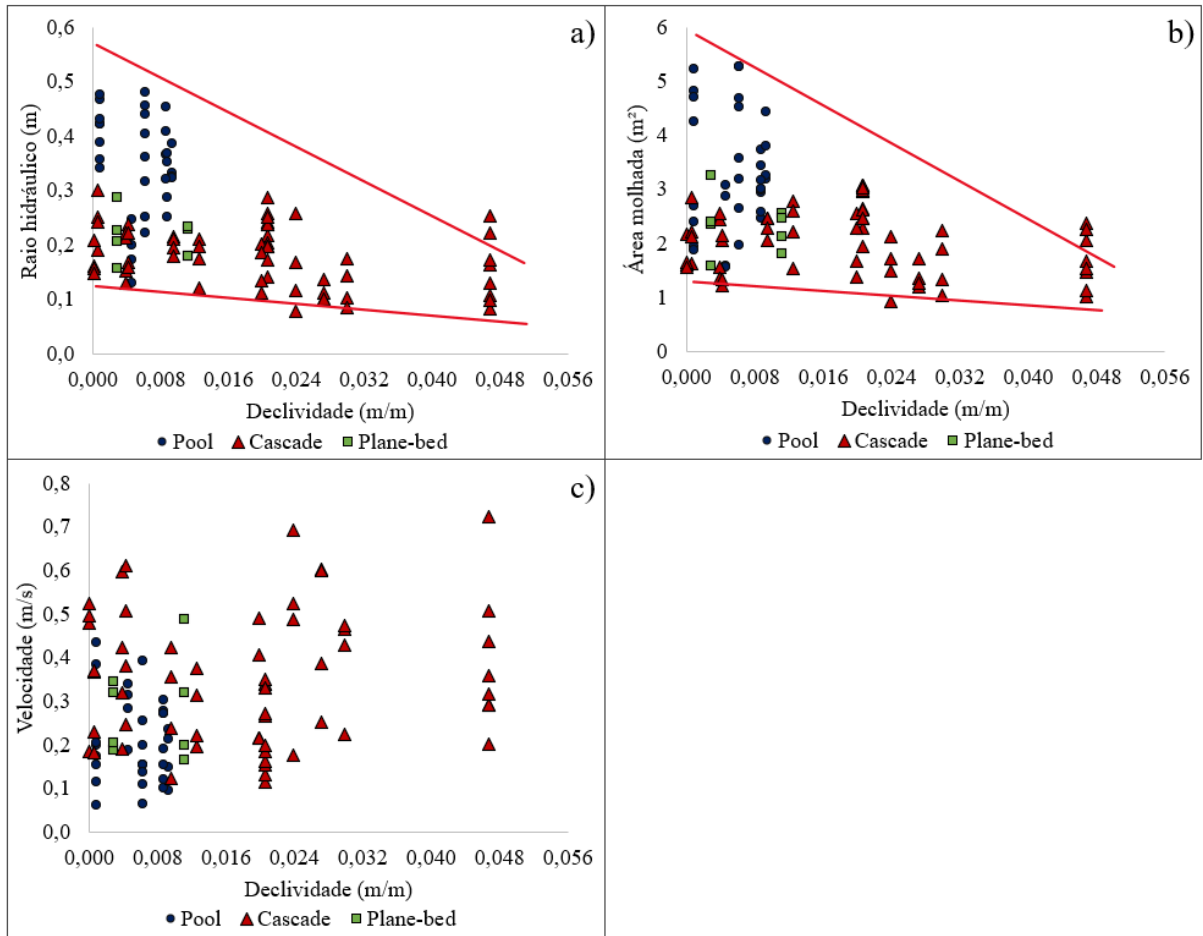 a)
Raio hidráulico (m)
0,6
0,5
0,4
0,3
0,2
0,1
0,0
0,000 0,008 0,016 0,024 0,032 0,040 0,048 0,056
Declividade (m/m)
Pool Cascade Plane-bed
b)
Área molhada (m²)
6
5
4
3
2
1
0
0,000 0,008 0,016 0,024 0,032 0,040 0,048 0,056
Declividade (m/m)
Pool Cascade Plane-bed
c)
Velocidade (m/s)
0,8
0,7
0,6
0,5
0,4
0,3
0,2
0,1
0,0
0,000 0,008 0,016 0,024 0,032 0,040 0,048 0,056
Declividade (m/m)
Pool Cascade Plane-bed